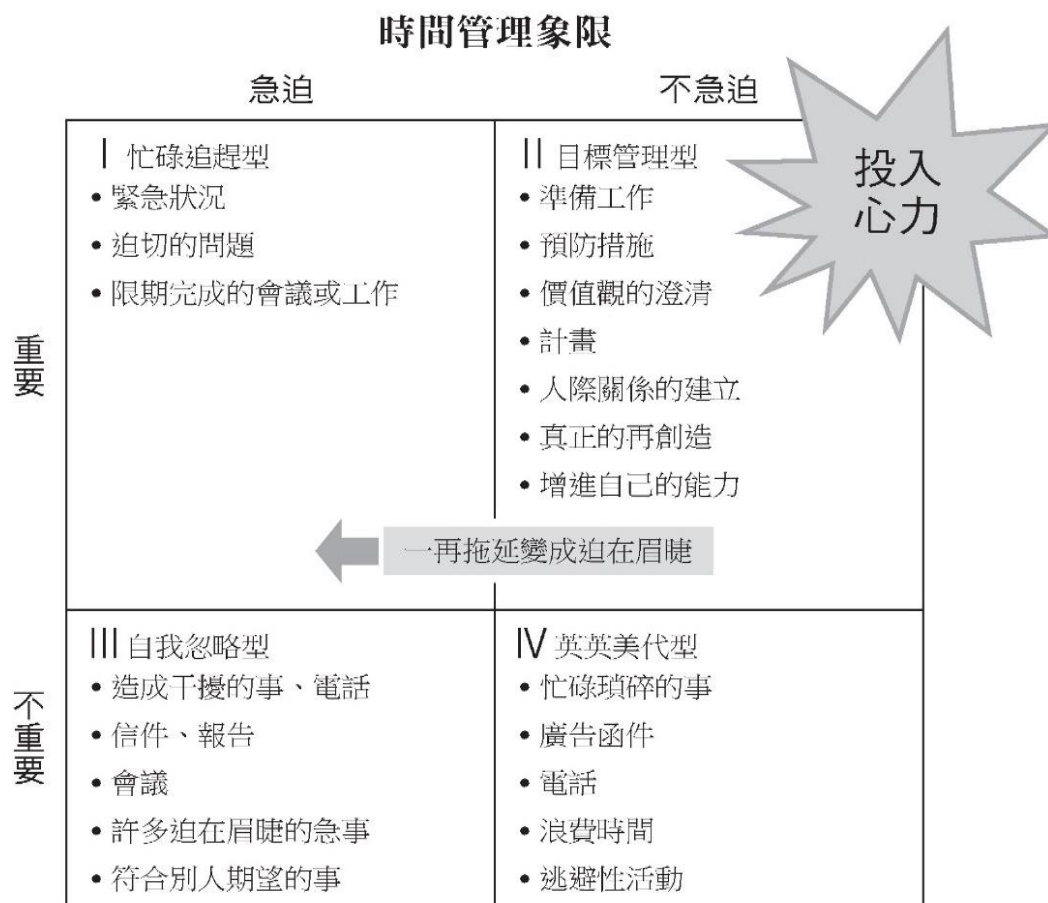 時間管理象限
急迫
不急迫
投入
心力
重要
I 忙碌追趕型
• 緊急狀況
• 迫切的問題
• 限期完成的會議或工作
II 目標管理型
• 準備工作
• 預防措施
• 價值觀的澄清
• 計畫
• 人際關係的建立
• 真正的再創造
• 增進自己的能力
一再拖延變成迫在眉睫
不重要
III 自我忽略型
• 造成干擾的事、電話
• 信件、報告
• 會議
• 許多迫在眉睫的急事
• 符合別人期望的事
IV 英英美代型
• 忙碌瑣碎的事
• 廣告函件
• 電話
• 浪費時間
• 逃避性活動